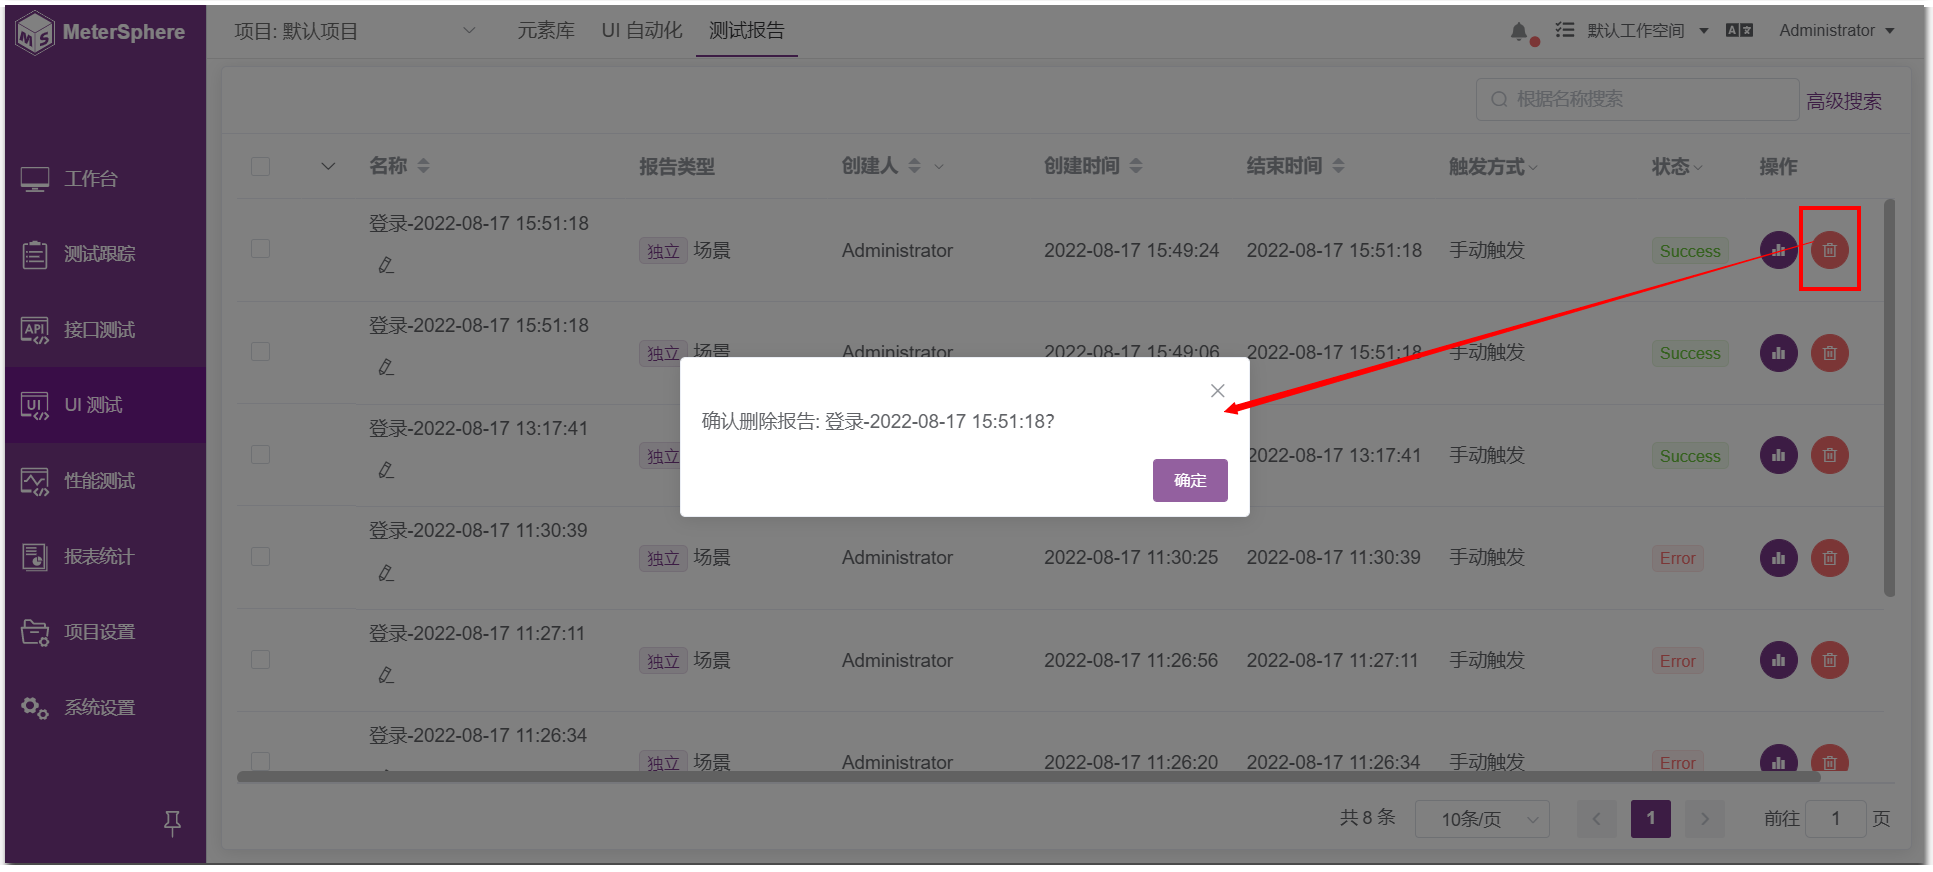 MeterSphere
项目: 默认项目
元素库
UI 自动化
测试报告
默认工作空间
Administrator
根据名称搜索
高级搜索
工作台
测试跟踪
API 接口测试
UI UI 测试
性能测试
报表统计
项目设置
系统设置
名称 报告类型 创建人 创建时间 结束时间 触发方式 状态 操作
登录-2022-08-17 15:51:18
独立 场景 Administrator 2022-08-17 15:49:24 2022-08-17 15:51:18 手动触发 Success
登录-2022-08-17 15:51:18
独立 场景 Administrator 2022-08-17 15:49:06 2022-08-17 15:51:18 手动触发 Success
登录-2022-08-17 13:17:41
独立 2022-08-17 13:17:41 手动触发 Success
确认删除报告: 登录-2022-08-17 15:51:18?
确定
登录-2022-08-17 11:30:39
独立 场景 Administrator 2022-08-17 11:30:25 2022-08-17 11:30:39 手动触发 Error
登录-2022-08-17 11:27:11
独立 场景 Administrator 2022-08-17 11:26:56 2022-08-17 11:27:11 手动触发 Error
登录-2022-08-17 11:26:34
独立 场景 Administrator 2022-08-17 11:26:20 2022-08-17 11:26:34 手动触发 Error
共 8 条 10条/页 1 前往 1 页